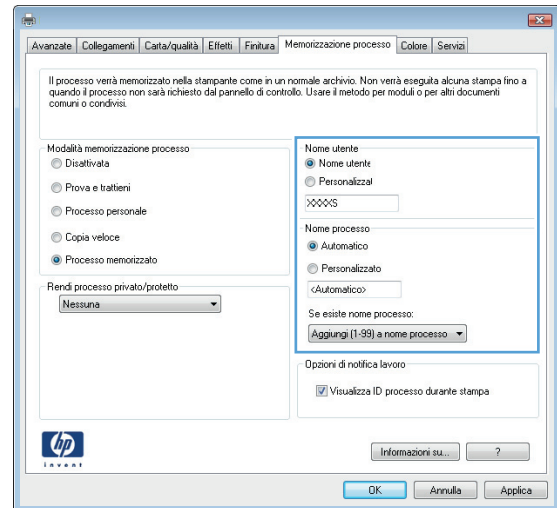 Avanzate Collegamenti Carta/qualità Effetti Finitura Memorizzazione processo Colore Servizi
Il processo verrà memorizzato nella stampante come in un normale archivio. Non verrà eseguita alcuna stampa fino a
quando il processo non sarà richiesto dal pannello di controllo. Usare il metodo per moduli o per altri documenti
comuni o condivisi.
Modalità memorizzazione processo
Disattivata
Prova e trattieni
Processo personale
Copia veloce
Processo memorizzato
Rendi processo privato/protetto
Nessuna
Nome utente
Nome utente
Personalizzat
XXXXS
Nome processo
Automatico
Personalizzato
<Automatico>
Se esiste nome processo:
Aggiungi (1-99) a nome processo
Opzioni di notifica lavoro
Visualizza ID processo durante stampa
hp
invent
Informazioni su... ?
OK Annulla Applica